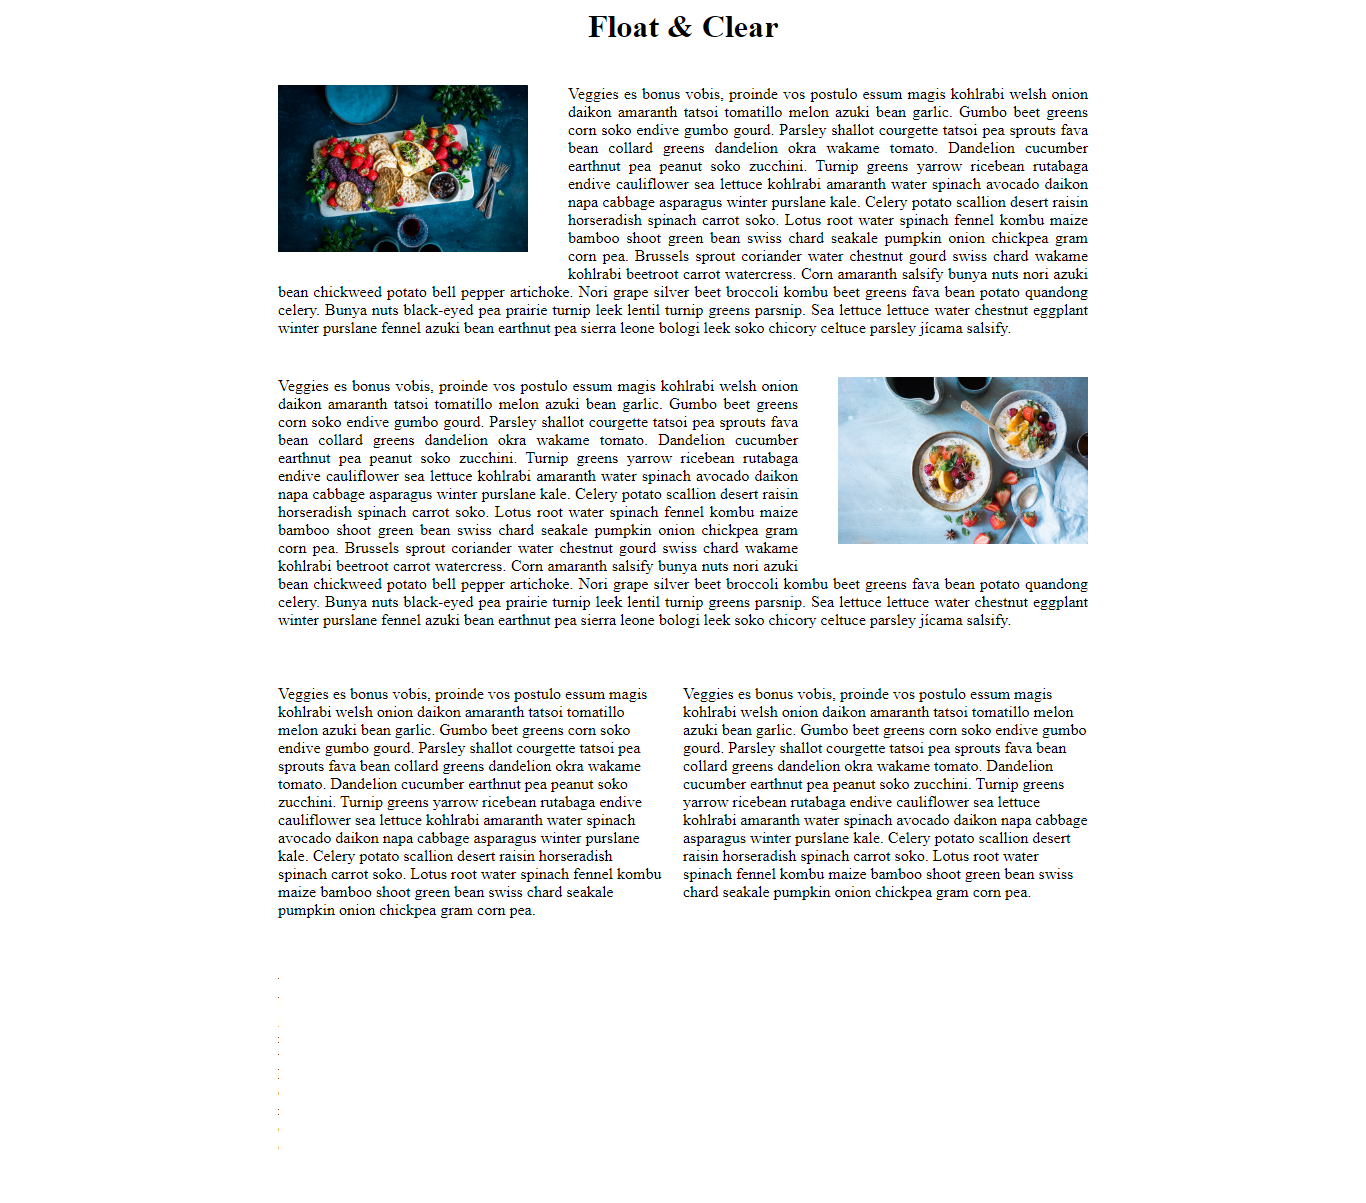 Float & Clear
Veggies es bonus vobis, proinde vos postulo essum magis kohlrabi welsh onion
daikon amaranth tatsoi tomatillo melon azuki bean garlic. Gumbo beet greens
corn soko endive gumbo gourd. Parsley shallot courgette tatsoi pea sprouts fava
bean collard greens dandelion okra wakame tomato. Dandelion cucumber
earthnut pea peanut soko zucchini. Turnip greens yarrow ricebean rutabaga
endive cauliflower sea lettuce kohlrabi amaranth water spinach avocado daikon
napa cabbage asparagus winter purslane kale. Celery potato scallion desert raisin
horseradish spinach carrot soko. Lotus root water spinach fennel kombu maize
bamboo shoot green bean swiss chard seakale pumpkin onion chickpea gram
corn pea. Brussels sprout coriander water chestnut gourd swiss chard wakame
kohlrabi beetroot carrot watercress. Corn amaranth salsify bunya nuts nori azuki
bean chickweed potato bell pepper artichoke. Nori grape silver beet broccoli kombu beet greens fava bean potato quandong
celery. Bunya nuts black-eyed pea prairie turnip leek lentil turnip greens parsnip. Sea lettuce lettuce water chestnut eggplant
winter purslane fennel azuki bean earthnut pea sierra leone bologi leek soko chicory celtuce parsley jícama salsify.
Veggies es bonus vobis, proinde vos postulo essum magis kohlrabi welsh onion
daikon amaranth tatsoi tomatillo melon azuki bean garlic. Gumbo beet greens
corn soko endive gumbo gourd. Parsley shallot courgette tatsoi pea sprouts fava
bean collard greens dandelion okra wakame tomato. Dandelion cucumber
earthnut pea peanut soko zucchini. Turnip greens yarrow ricebean rutabaga
endive cauliflower sea lettuce kohlrabi amaranth water spinach avocado daikon
napa cabbage asparagus winter purslane kale. Celery potato scallion desert raisin
horseradish spinach carrot soko. Lotus root water spinach fennel kombu maize
bamboo shoot green bean swiss chard seakale pumpkin onion chickpea gram
corn pea. Brussels sprout coriander water chestnut gourd swiss chard wakame
kohlrabi beetroot carrot watercress. Corn amaranth salsify bunya nuts nori azuki
bean chickweed potato bell pepper artichoke. Nori grape silver beet broccoli kombu beet greens fava bean potato quandong
celery. Bunya nuts black-eyed pea prairie turnip leek lentil turnip greens parsnip. Sea lettuce lettuce water chestnut eggplant
winter purslane fennel azuki bean earthnut pea sierra leone bologi leek soko chicory celtuce parsley jícama salsify.
Veggies es bonus vobis, proinde vos postulo essum magis
kohlrabi welsh onion daikon amaranth tatsoi tomatillo
melon azuki bean garlic. Gumbo beet greens corn soko
endive gumbo gourd. Parsley shallot courgette tatsoi pea
sprouts fava bean collard greens dandelion okra wakame
tomato. Dandelion cucumber earthnut pea peanut soko
zucchini. Turnip greens yarrow ricebean rutabaga endive
cauliflower sea lettuce kohlrabi amaranth water spinach
avocado daikon napa cabbage asparagus winter purslane
kale. Celery potato scallion desert raisin horseradish
spinach carrot soko. Lotus root water spinach fennel kombu
maize bamboo shoot green bean swiss chard seakale
pumpkin onion chickpea gram corn pea.
Veggies es bonus vobis, proinde vos postulo essum magis
kohlrabi welsh onion daikon amaranth tatsoi tomatillo melon
azuki bean garlic. Gumbo beet greens corn soko endive gumbo
gourd. Parsley shallot courgette tatsoi pea sprouts fava bean
collard greens dandelion okra wakame tomato. Dandelion
cucumber earthnut pea peanut soko zucchini. Turnip greens
yarrow ricebean rutabaga endive cauliflower sea lettuce
kohlrabi amaranth water spinach avocado daikon napa cabbage
asparagus winter purslane kale. Celery potato scallion desert
raisin horseradish spinach carrot soko. Lotus root water
spinach fennel kombu maize bamboo shoot green bean swiss
chard seakale pumpkin onion chickpea gram corn pea.